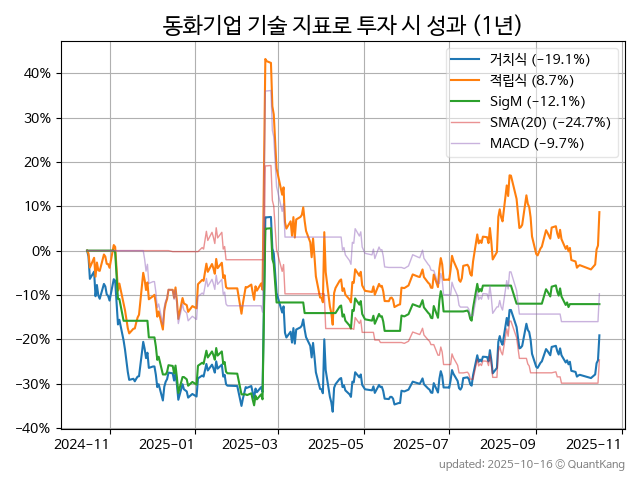 동화기업 기술 지표로 투자 시 성과 (1년)
거치식 (-19.1%)
적립식 (8.7%)
SigM (-12.1%)
SMA(20) (-24.7%)
MACD (-9.7%)
40%
30%
20%
10%
0%
-10%
-20%
-30%
-40%
2024-11 2025-01 2025-03 2025-05 2025-07 2025-09 2025-11
updated: 2025-10-16 © QuantKang